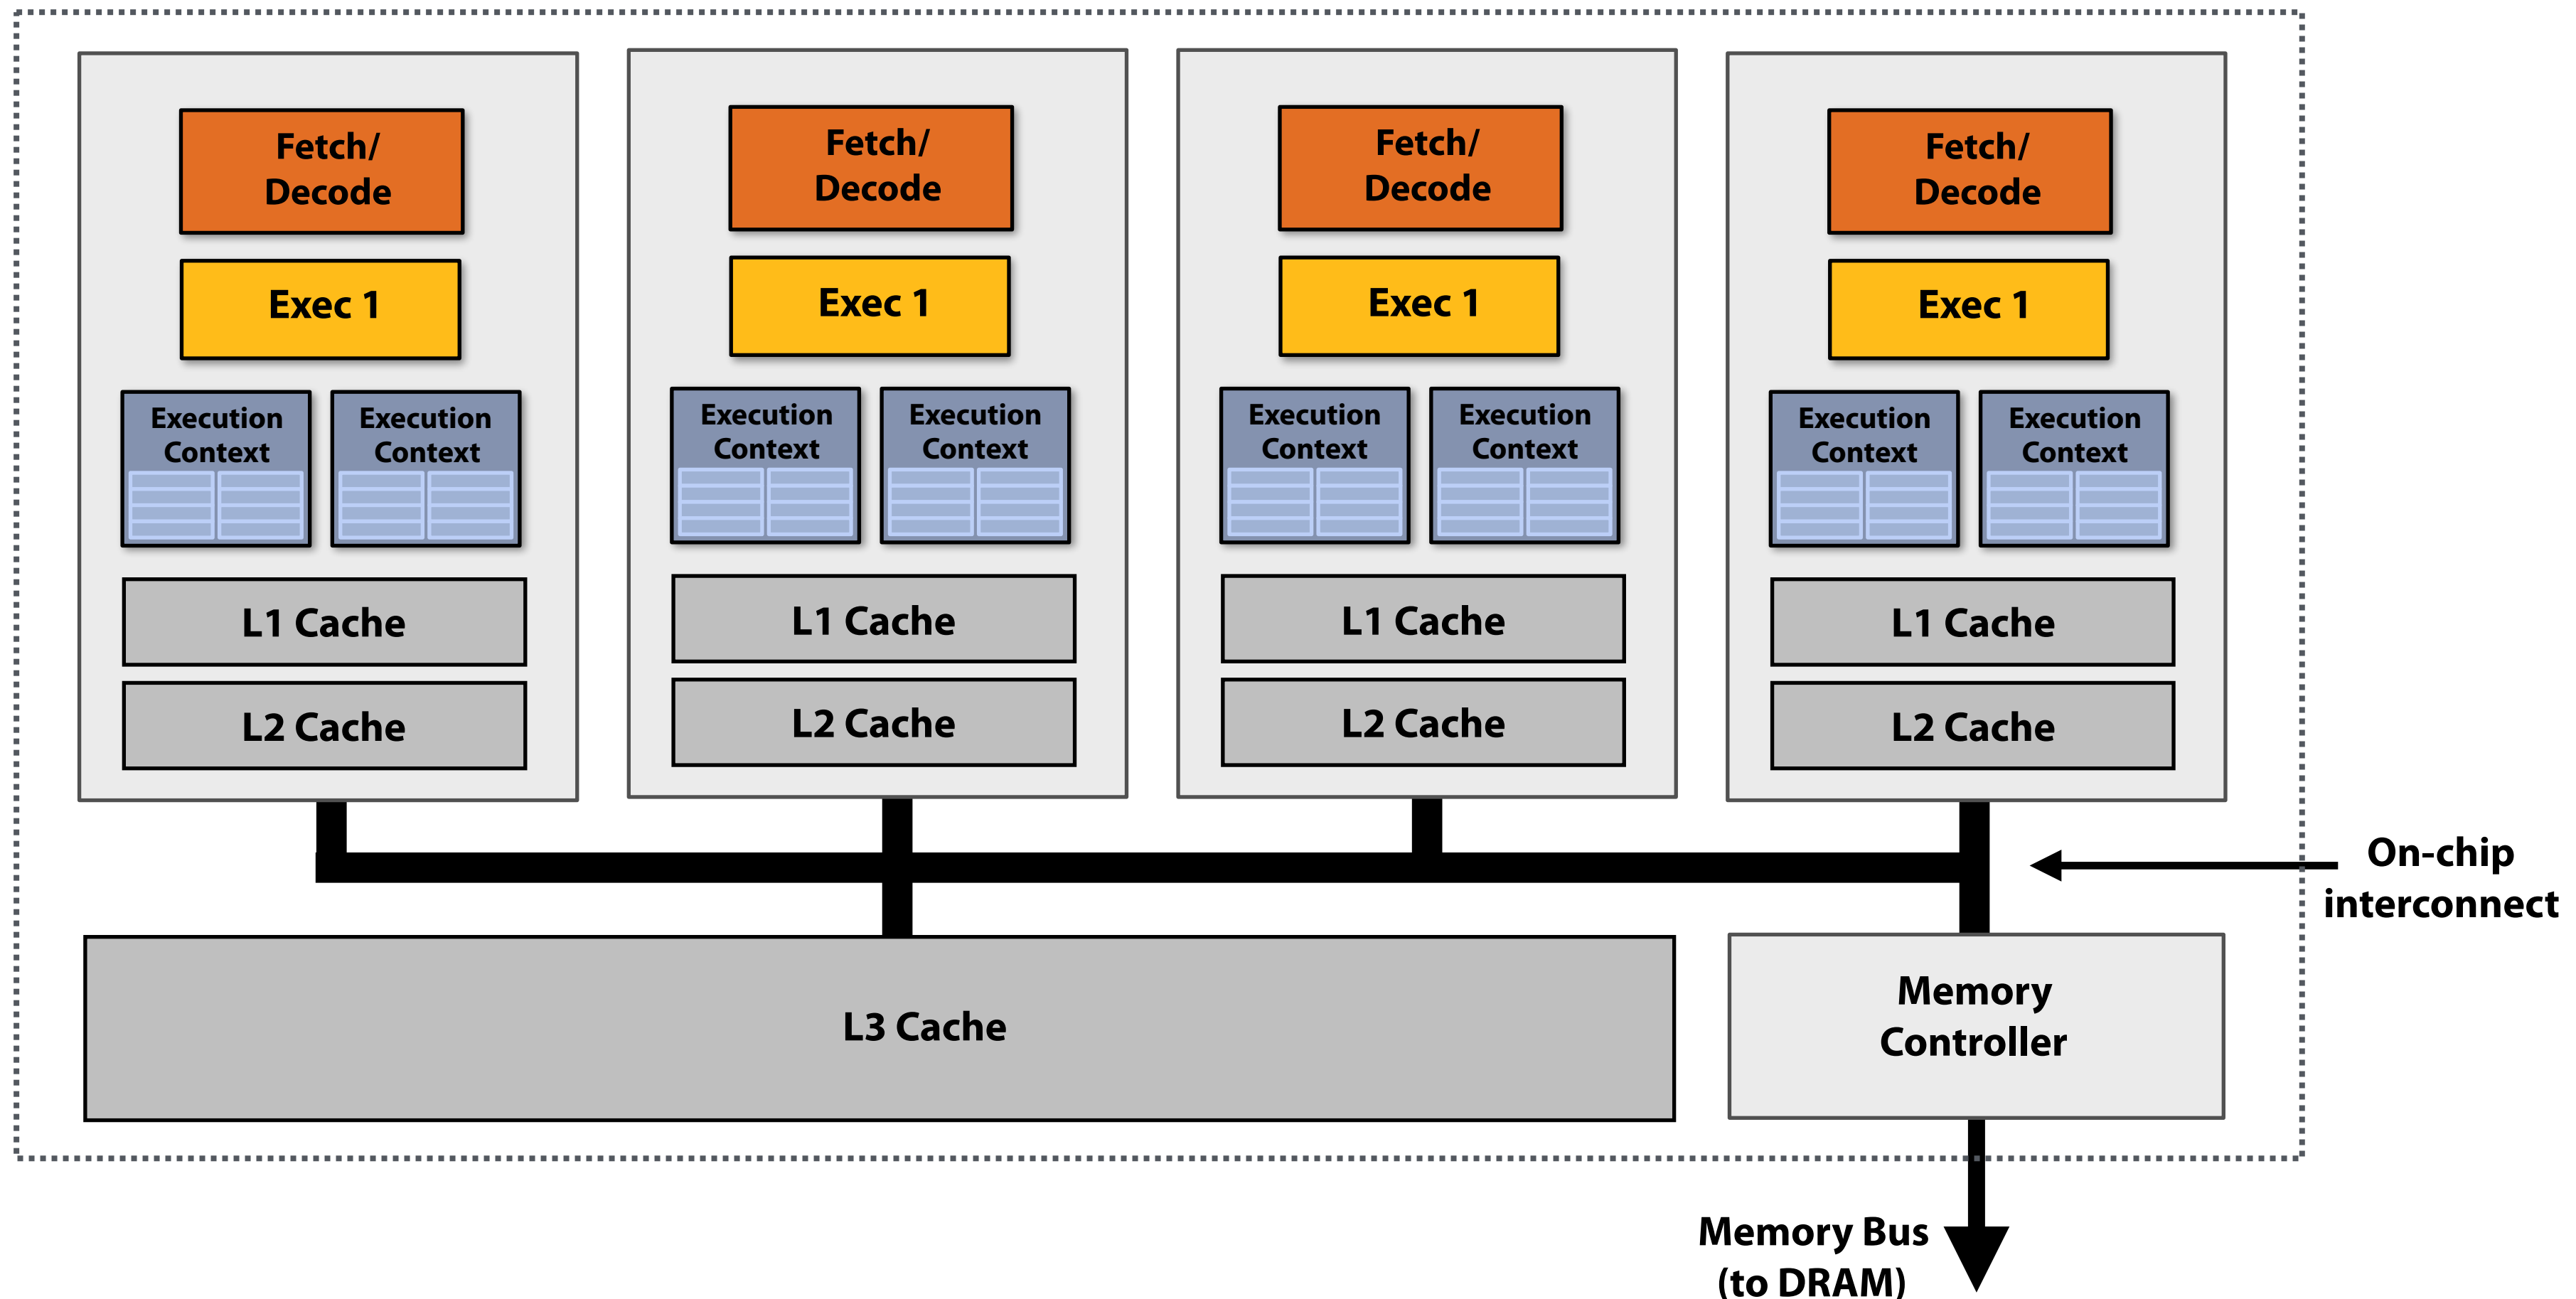 Fetch/
Decode
Exec 1
Execution
Context
Execution
Context
L1 Cache
L2 Cache
Fetch/
Decode
Exec 1
Execution
Context
Execution
Context
L1 Cache
L2 Cache
Fetch/
Decode
Exec 1
Execution
Context
Execution
Context
L1 Cache
L2 Cache
Fetch/
Decode
Exec 1
Execution
Context
Execution
Context
L1 Cache
L2 Cache
On-chip
interconnect
L3 Cache
Memory
Controller
Memory Bus
(to DRAM)